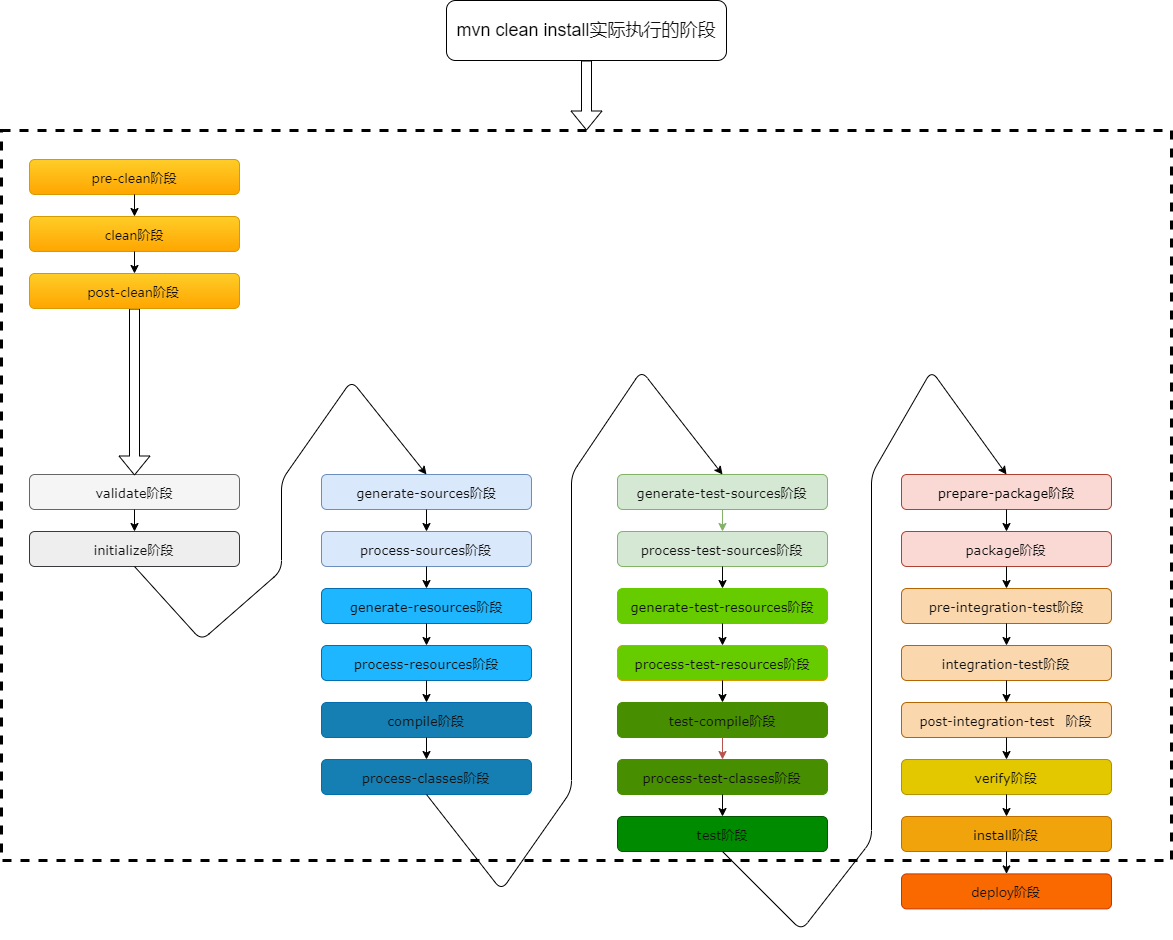 mvn clean install实际执行的阶段
pre-clean阶段
clean阶段
post-clean阶段
validate阶段
initialize阶段
generate-sources阶段
process-sources阶段
generate-resources阶段
process-resources阶段
compile阶段
process-classes阶段
generate-test-sources阶段
process-test-sources阶段
generate-test-resources阶段
process-test-resources阶段
test-compile阶段
process-test-classes阶段
test阶段
prepare-package阶段
package阶段
pre-integration-test阶段
integration-test阶段
post-integration-test 阶段
verify阶段
install阶段
deploy阶段